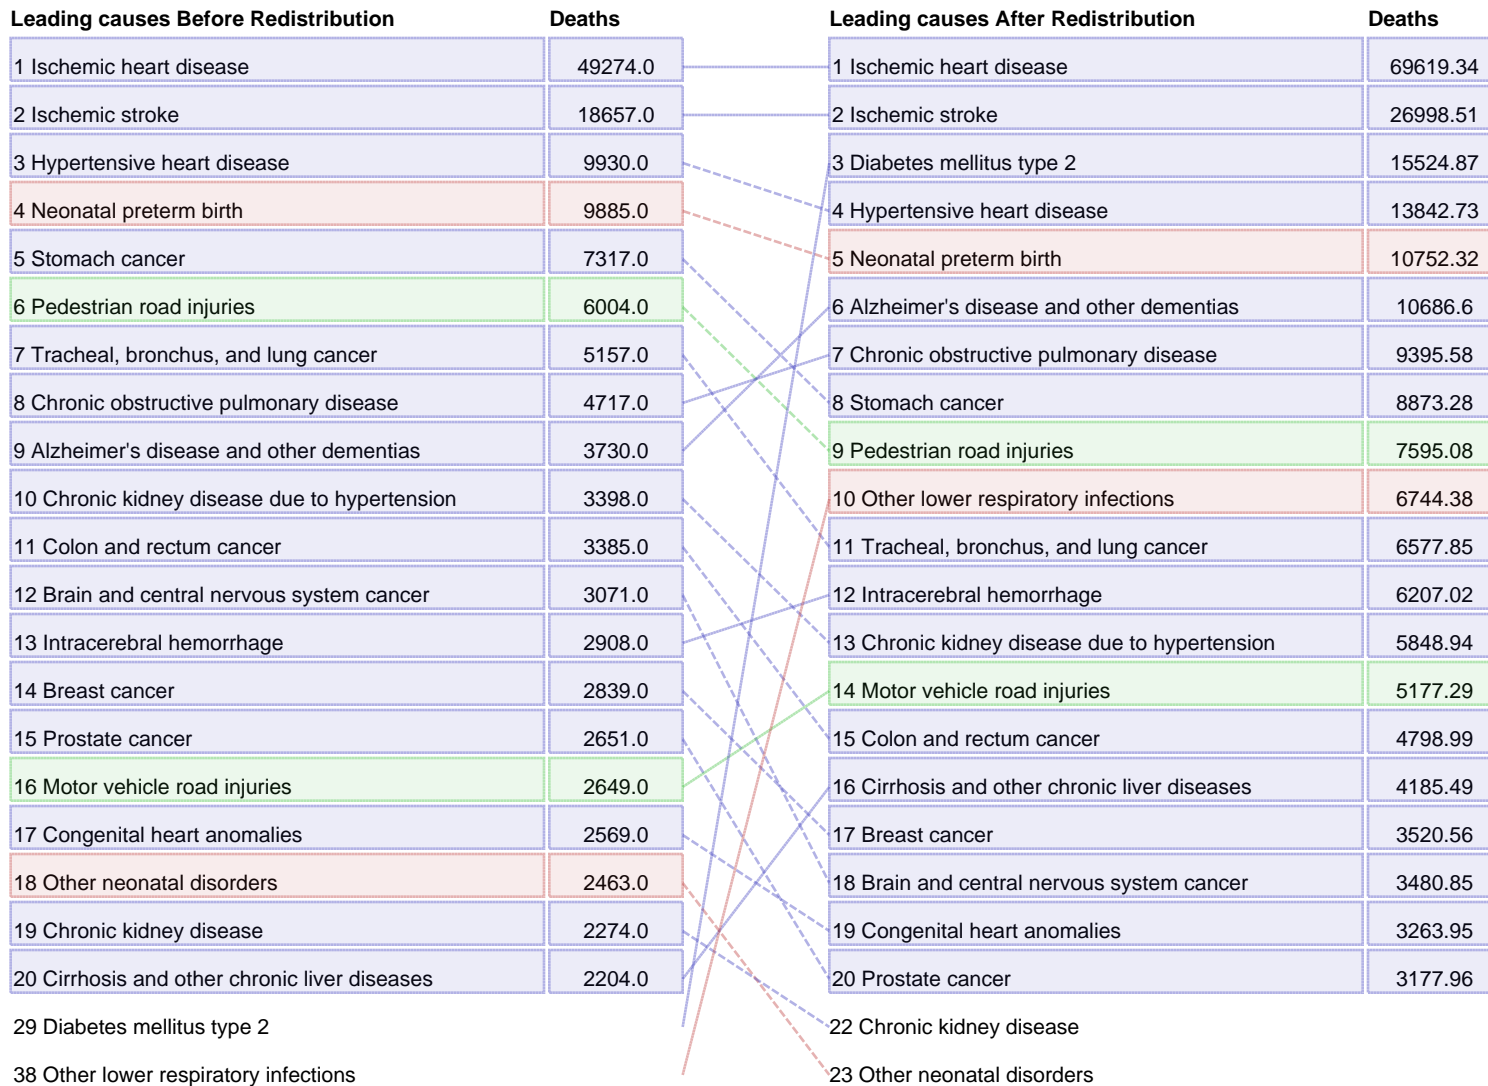 Leading causes Before Redistribution Deaths Leading causes After Redistribution Deaths
1 Ischemic heart disease 49274.0 1 Ischemic heart disease 69619.34
2 Ischemic stroke 18657.0 2 Ischemic stroke 26998.51
3 Hypertensive heart disease 9930.0 3 Diabetes mellitus type 2 15524.87
4 Neonatal preterm birth 9885.0 4 Hypertensive heart disease 13842.73
5 Stomach cancer 7317.0 5 Neonatal preterm birth 10752.32
6 Pedestrian road injuries 6004.0 6 Alzheimer's disease and other dementias 10686.6
7 Tracheal, bronchus, and lung cancer 5157.0 7 Chronic obstructive pulmonary disease 9395.58
8 Chronic obstructive pulmonary disease 4717.0 8 Stomach cancer 8873.28
9 Alzheimer's disease and other dementias 3730.0 9 Pedestrian road injuries 7595.08
10 Chronic kidney disease due to hypertension 3398.0 10 Other lower respiratory infections 6744.38
11 Colon and rectum cancer 3385.0 11 Tracheal, bronchus, and lung cancer 6577.85
12 Brain and central nervous system cancer 3071.0 12 Intracerebral hemorrhage 6207.02
13 Intracerebral hemorrhage 2908.0 13 Chronic kidney disease due to hypertension 5848.94
14 Breast cancer 2839.0 14 Motor vehicle road injuries 5177.29
15 Prostate cancer 2651.0 15 Colon and rectum cancer 4798.99
16 Motor vehicle road injuries 2649.0 16 Cirrhosis and other chronic liver diseases 4185.49
17 Congenital heart anomalies 2569.0 17 Breast cancer 3520.56
18 Other neonatal disorders 2463.0 18 Brain and central nervous system cancer 3480.85
19 Chronic kidney disease 2274.0 19 Congenital heart anomalies 3263.95
20 Cirrhosis and other chronic liver diseases 2204.0 20 Prostate cancer 3177.96
29 Diabetes mellitus type 2 22 Chronic kidney disease
38 Other lower respiratory infections 23 Other neonatal disorders